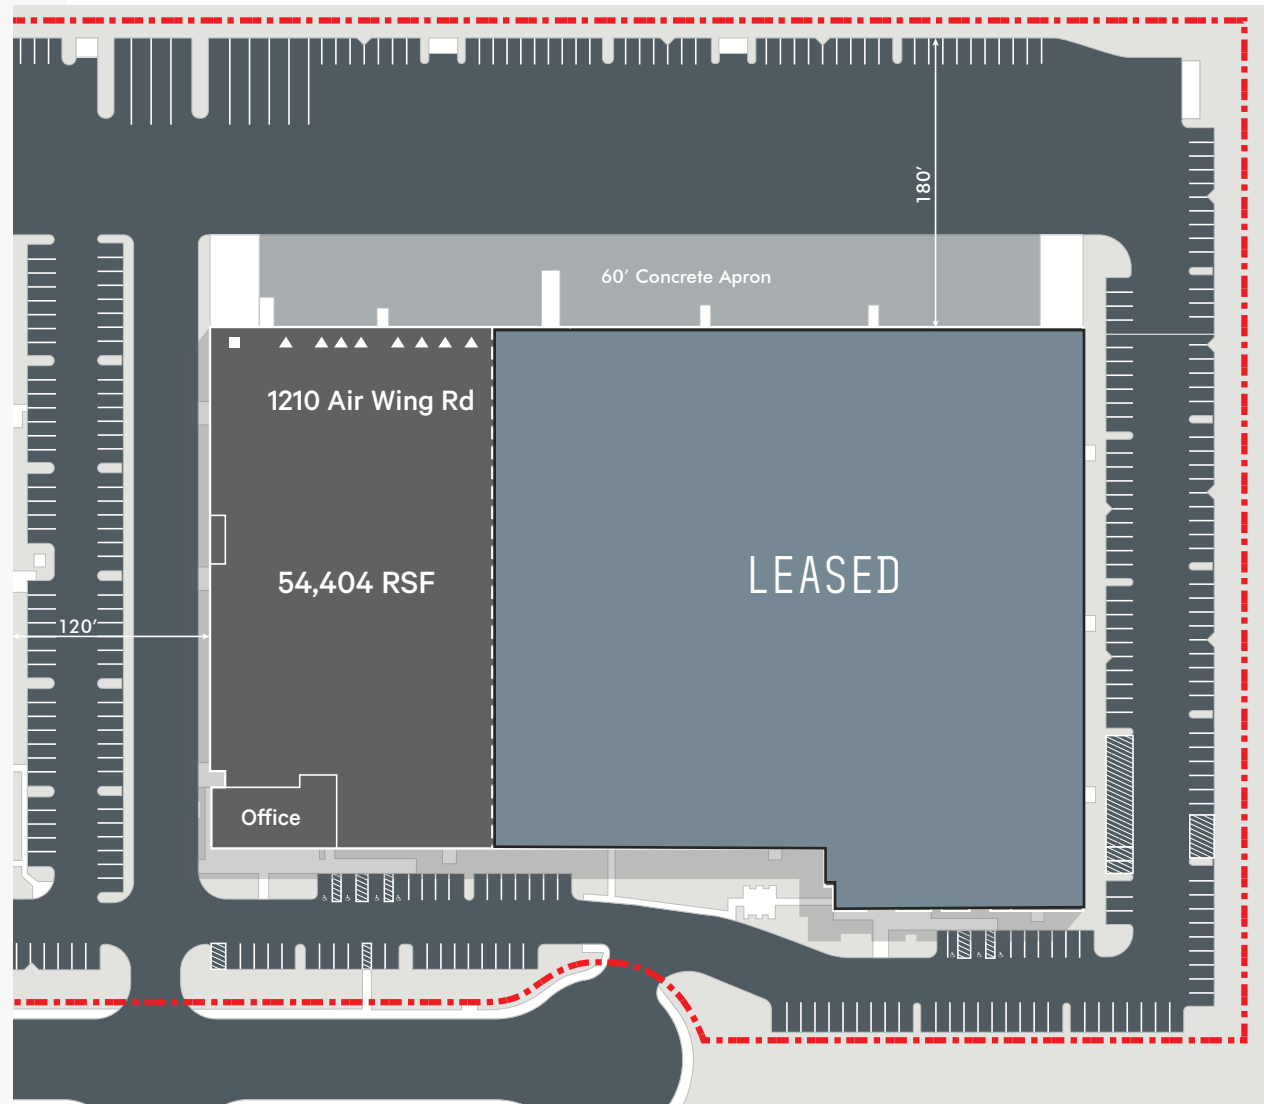 180’
60’ Concrete Apron
1210 Air Wing Rd
54,404 RSF
LEASED
120’
Office